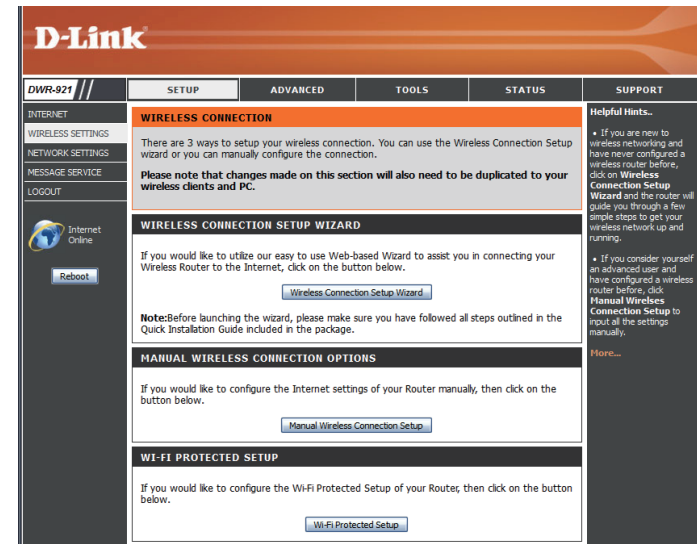 D-Link
DWR-921
SETUP
ADVANCED
TOOLS
STATUS
SUPPORT
INTERNET
WIRELESS SETTINGS
NETWORK SETTINGS
MESSAGE SERVICE
LOGOUT
Internet
Online
Reboot
WIRELESS CONNECTION
There are 3 ways to setup your wireless connection. You can use the Wireless Connection Setup
wizard or you can manually configure the connection.
Please note that changes made on this section will also need to be duplicated to your
wireless clients and PC.
WIRELESS CONNECTION SETUP WIZARD
If you would like to utilize our easy to use Web-based Wizard to assist you in connecting your
Wireless Router to the Internet, click on the button below.
Wireless Connection Setup Wizard
Note:Before launching the wizard, please make sure you have followed all steps outlined in the
Quick Installation Guide included in the package.
MANUAL WIRELESS CONNECTION OPTIONS
If you would like to configure the Internet settings of your Router manually, then click on the
button below.
Manual Wireless Connection Setup
WI-FI PROTECTED SETUP
If you would like to configure the Wi-Fi Protected Setup of your Router, then click on the button
below.
Wi-Fi Protected Setup
Helpful Hints..
• If you are new to
wireless networking and
have never configured a
wireless router before,
click on Wireless
Connection Setup
Wizard and the router will
guide you through a few
simple steps to get your
wireless network up and
running.
• If you consider yourself
an advanced user and
have configured a wireless
router before, click
Manual Wirelses
Connection Setup to
input all the settings
manually.
More...